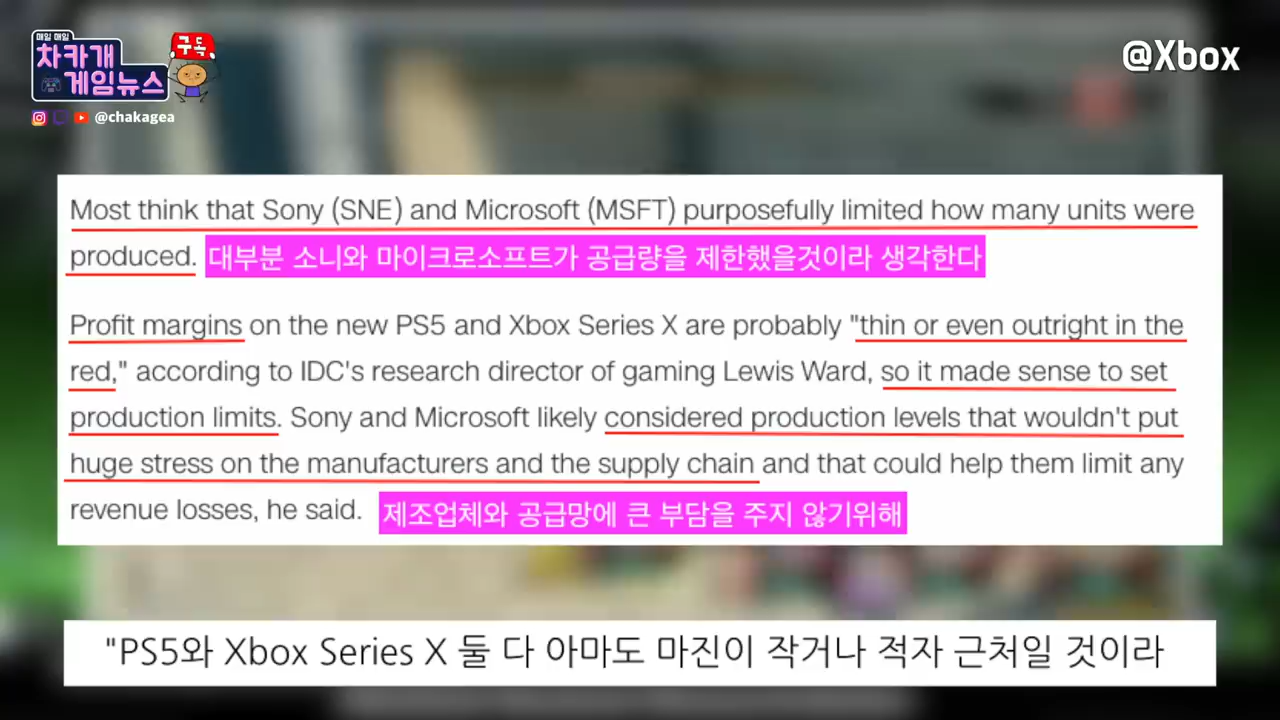 매일 매일
차카개
게임뉴스
구독
@chakagea
@Xbox
Most think that Sony (SNE) and Microsoft (MSFT) purposefully limited how many units were
produced. 대부분 소니와 마이크로소프트가 공급량을 제한했을것이라 생각한다
Profit margins on the new PS5 and Xbox Series X are probably "thin or even outright in the
red," according to IDC's research director of gaming Lewis Ward, so it made sense to set
production limits. Sony and Microsoft likely considered production levels that wouldn't put
huge stress on the manufacturers and the supply chain and that could help them limit any
revenue losses, he said. 제조업체와 공급망에 큰 부담을 주지 않기위해
"PS5와 Xbox Series X 둘 다 아마도 마진이 작거나 적자 근처일 것이라